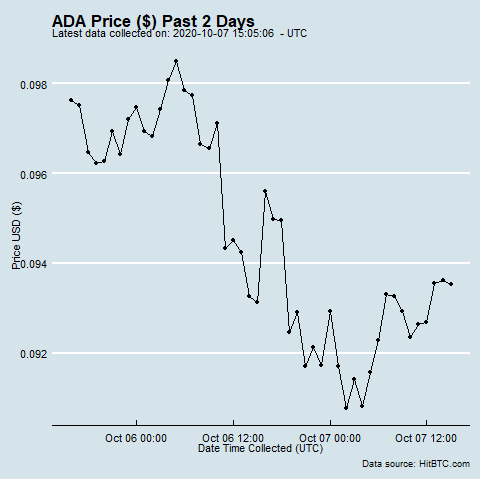 ADA Price ($) Past 2 Days
Latest data collected on: 2020-10-07 15:05:06 - UTC
Price USD ($)
0.098
0.096
0.094
0.092
Oct 06 00:00 Oct 06 12:00 Oct 07 00:00 Oct 07 12:00
Date Time Collected (UTC)
Data source: HitBTC.com